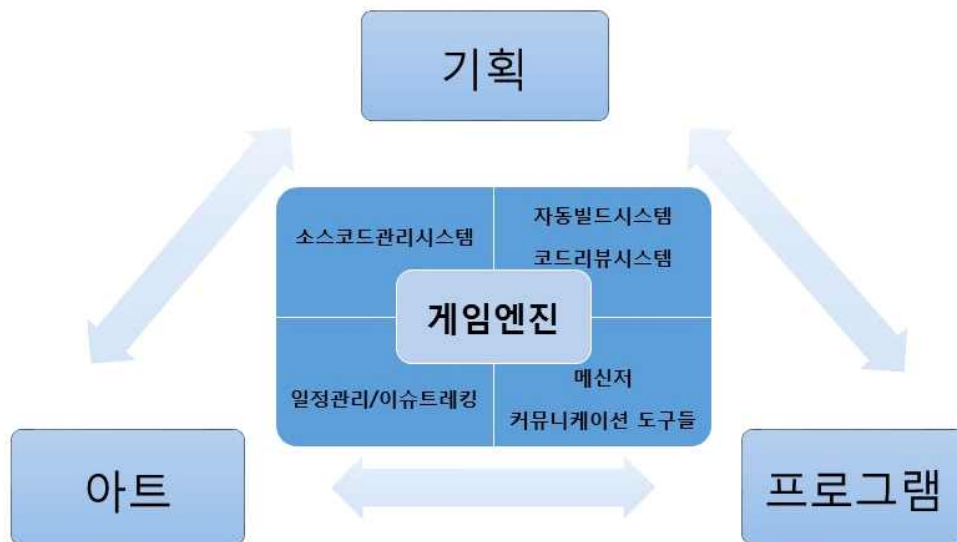 기획
소스코드관리시스템
자동빌드시스템
코드리뷰시스템
게임엔진
일정관리/이슈트레킹
메신저
커뮤니케이션 도구들
아트
프로그램